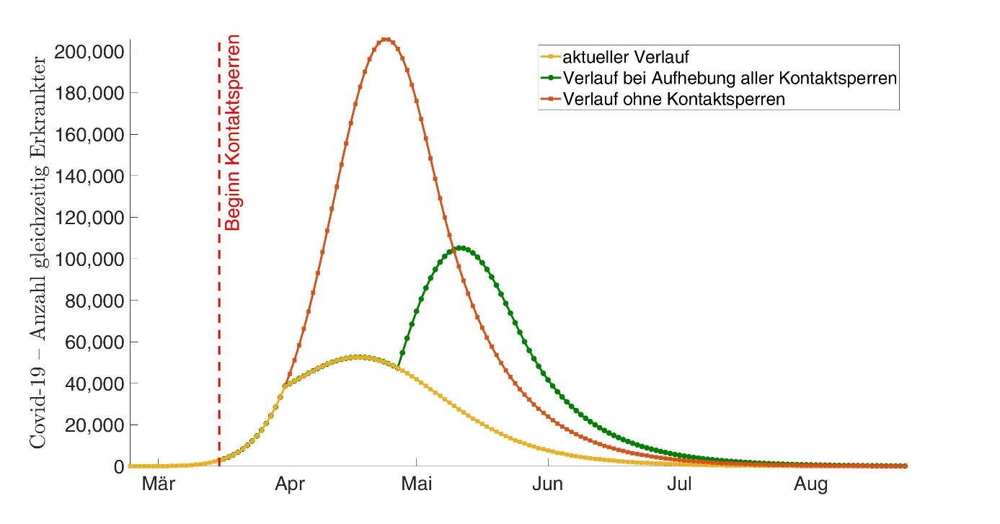 Covid-19 – Anzahl gleichzeitig Erkrankter
200,000
180,000
160,000
140,000
120,000
100,000
80,000
60,000
40,000
20,000
0
Beginn Kontaktsperren
aktueller Verlauf
Verlauf bei Aufhebung aller Kontaktsperren
Verlauf ohne Kontaktsperren
Mär Apr Mai Jun Jul Aug